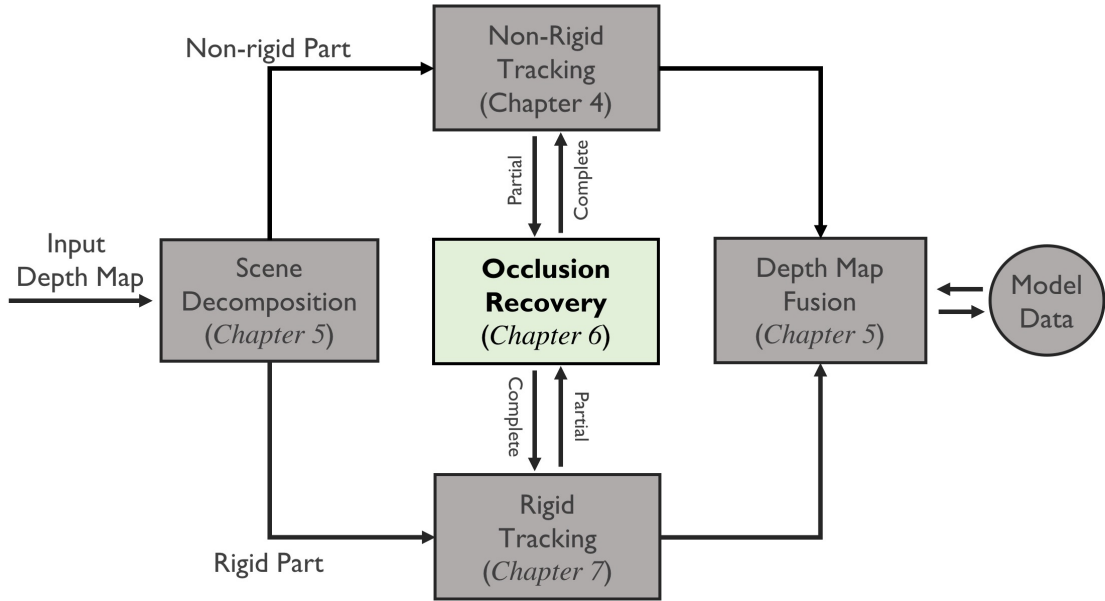 Non-rigid Part
Non-Rigid
Tracking
(Chapter 4)
Partial
Complete
Input
Depth Map
Scene
Decomposition
(Chapter 5)
Occlusion
Recovery
(Chapter 6)
Depth Map
Fusion
(Chapter 5)
Model
Data
Complete
Partial
Rigid
Tracking
(Chapter 7)
Rigid Part